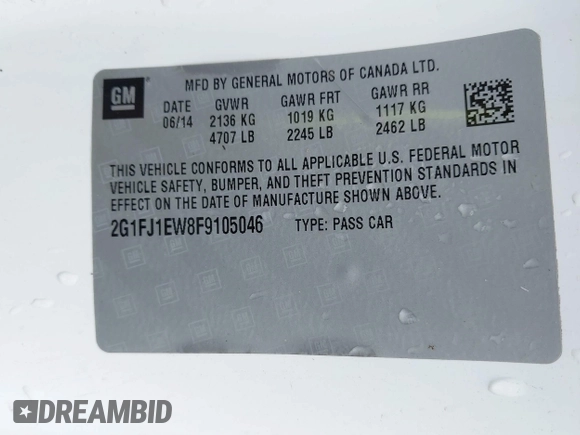 GM
MFD BY GENERAL MOTORS OF CANADA LTD.
DATE GVWR GAWR FRT GAWR RR
06/14 2136 KG 1019 KG 1117 KG
4707 LB 2245 LB 2462 LB
THIS VEHICLE CONFORMS TO ALL APPLICABLE U.S. FEDERAL MOTOR
VEHICLE SAFETY, BUMPER, AND THEFT PREVENTION STANDARDS IN
EFFECT ON THE DATE OF MANUFACTURE SHOWN ABOVE.
2G1FJ1EW8F9105046 TYPE: PASS CAR
DREAMBID